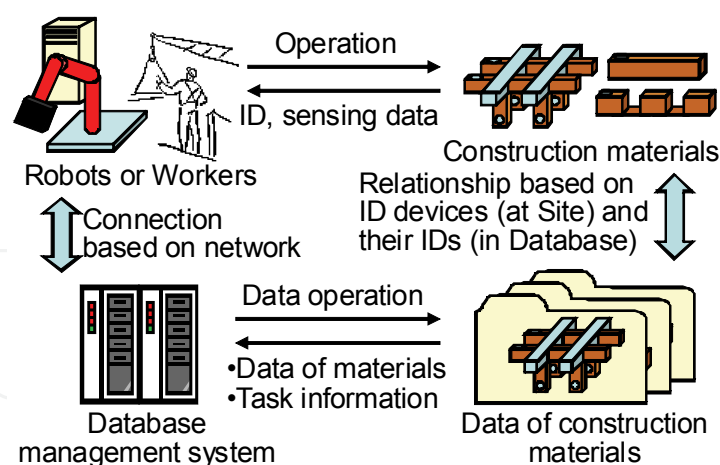 Operation
ID, sensing data
Robots or Workers
Construction materials
Connection
based on network
Relationship based on
ID devices (at Site) and
their IDs (in Database)
Data operation
•Data of materials
•Task information
Database
management system
Data of construction
materials